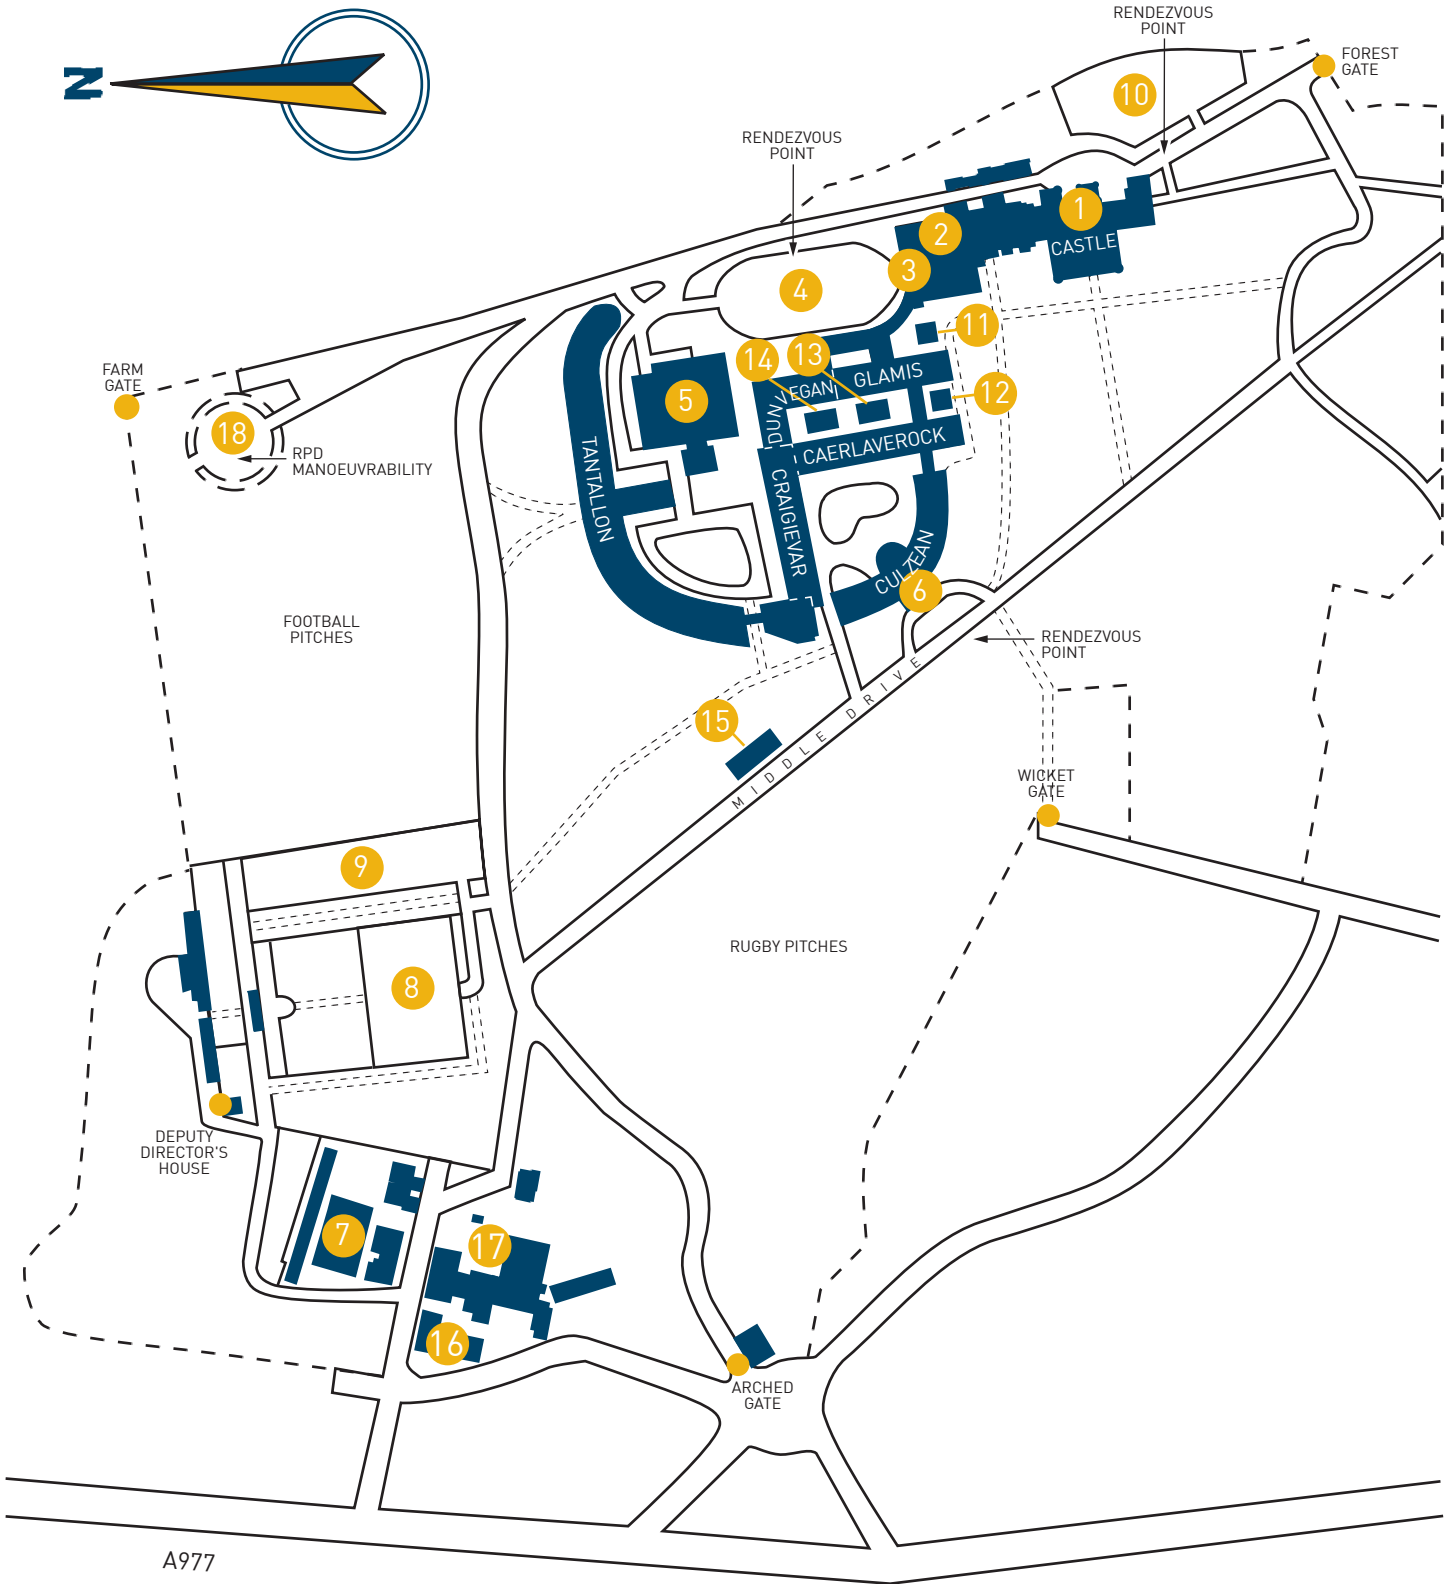 RENDEZVOUS
POINT
FOREST
GATE
N
10
RENDEZVOUS
POINT
1
2
CASTLE
3
4
11
14
13
GLAMIS
FARM
GATE
VEGAN
12
5
DUN
18
RPD
MANOEUVRABILITY
TANTALLON
CAERLAVEROCK
CRAIGIEVAR
CULZEAN
6
FOOTBALL
PITCHES
RENDEZVOUS
POINT
15
MIDDLE DRIVE
WICKET
GATE
9
RUGBY PITCHES
8
DEPUTY
DIRECTOR'S
HOUSE
7
17
16
ARCHED
GATE
A977